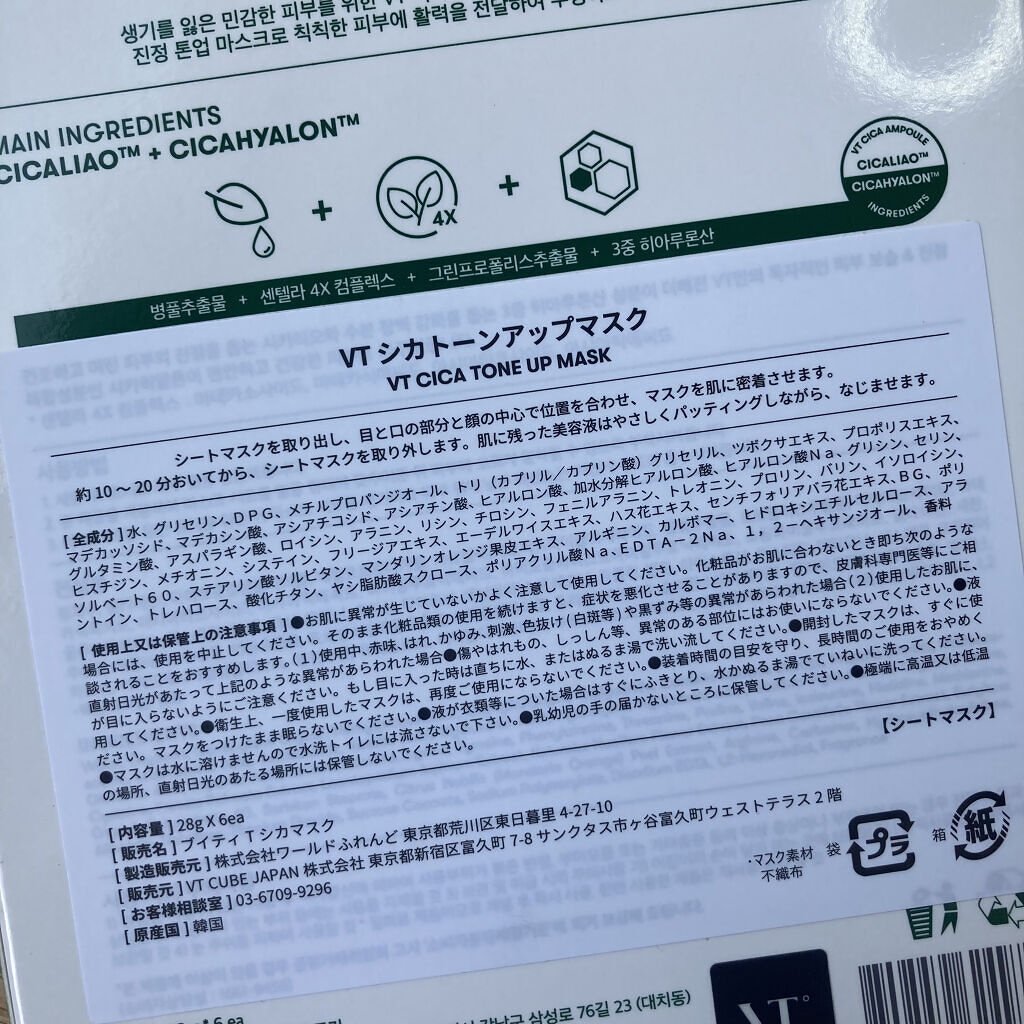 생기를 잃은 민감한 피부를 위한 VT
진정 톤업 마스크로 칙칙한 피부에 활력을 전달하여
MAIN INGREDIENTS
CICALIAO™ + CICAHYALON™
4X
VT CICA AMPOULE
CICALIAO™
CICAHYALON™
INGREDIENTS
병풀추출물 + 센텔라 4X 컴플렉스 + 그린프로폴리스추출물 + 3중 히아루론산
VT シカトーンアップマスク
VT CICA TONE UP MASK
シートマスクを取り出し、目と口の部分と顔の中心で位置を合わせ、マスクを肌に密着させます。
約 10 ～ 20 分おいてから、シートマスクを取り外します。肌に残った美容液はやさしくパッティングしながら、なじませます。
[ 全成分 ] 水、グリセリン、DPG、メチルプロパンジオール、トリ（カプリル／カプリン酸）グリセリル、ツボクサエキス、プロポリスエキス、
マデカッソシド、マデカシン酸、アシアチコシド、アシアチン酸、ヒアルロン酸、加水分解ヒアルロン酸、ヒアルロン酸Ｎａ、グリシン、セリン、
グルタミン酸、アスパラギン酸、ロイシン、アラニン、リシン、チロシン、フェニルアラニン、トレオニン、プロリン、バリン、イソロイシン、
ヒスチジン、メチオニン、システイン、フリージアエキス、エーデルワイスエキス、ハス花エキス、センチフォリアバラ花エキス、BG、ポリ
ソルベート６０、ステアリン酸ソルビタン、マンダリンオレンジ果皮エキス、アルギニン、カルボマー、ヒドロキシエチルセルロース、アラ
ントイン、トレハロース、酸化チタン、ヤシ脂肪酸スクロース、ポリアクリル酸Ｎａ、ＥＤＴＡ－２Ｎａ、１，２－ヘキサンジオール、香料
[ 使用上又は保管上の注意事項 ] ●お肌に異常が生じていないかよく注意して使用してください。化粧品がお肌に合わないとき即ち次のような
場合には、使用を中止してください。そのまま化粧品類の使用を続けますと、症状を悪化させることがありますので、皮膚科専門医等にご相
談されることをおすすめします。（１）使用中、赤味、はれ、かゆみ、刺激、色抜け（白斑等）や黒ずみ等の異常があらわれた場合（２）使用したお肌に、
直射日光があたって上記のような異常があらわれた場合●傷やはれもの、しっしん等、異常のある部位にはお使いにならないでください。●液
が目に入らないようにご注意ください。もし目に入った時は直ちに水、またはぬるま湯で洗い流してください。●開封したマスクは、すぐに使
用してください。●衛生上、一度使用したマスクは、再度ご使用にならないでください。●装着時間の目安を守り、長時間のご使用をおやめく
ださい。マスクをつけたまま眠らないでください。●液が衣類等についた場合はすぐにふきとり、水かぬるま湯でていねいに洗ってください。
●マスクは水に溶けませんので水洗トイレには流さないで下さい。●乳幼児の手の届かないところに保管してください。●極端に高温又は低温
の場所、直射日光のあたる場所には保管しないでください。
【シートマスク】
[ 内容量 ] 28g X 6ea
[ 販売名 ] ブイティ T シカマスク
[ 製造販売元 ] 株式会社ワールドふれんど 東京都荒川区東日暮里 4-27-10
[ 販売元 ] VT CUBE JAPAN 株式会社 東京都新宿区富久町 7-8 サンクタス市ヶ谷富久町ウェストテラス 2 階
[ お客様相談室 ] 03-6709-9296
[ 原産国 ] 韓国
・マスク素材
不織布
袋
プラ
箱
紙
6 ea
강남구 삼성로 76길 23 (대치동)
VT